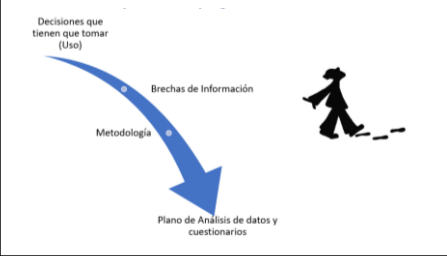 Decisiones que
tienen que tomar
(Uso)
Brechas de Información
Metodología
Plano de Análisis de datos y
cuestionarios